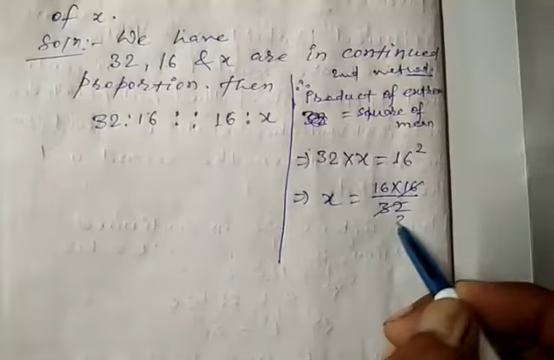 of x.
Soln:- We have
32, 16 & x are in continued
proportion. Then
32:16 :: 16:x
2nd method
∴ Product of extrem
= square of
mean
⇒ 32 × x = 16²
⇒ x = 16×16
32
2